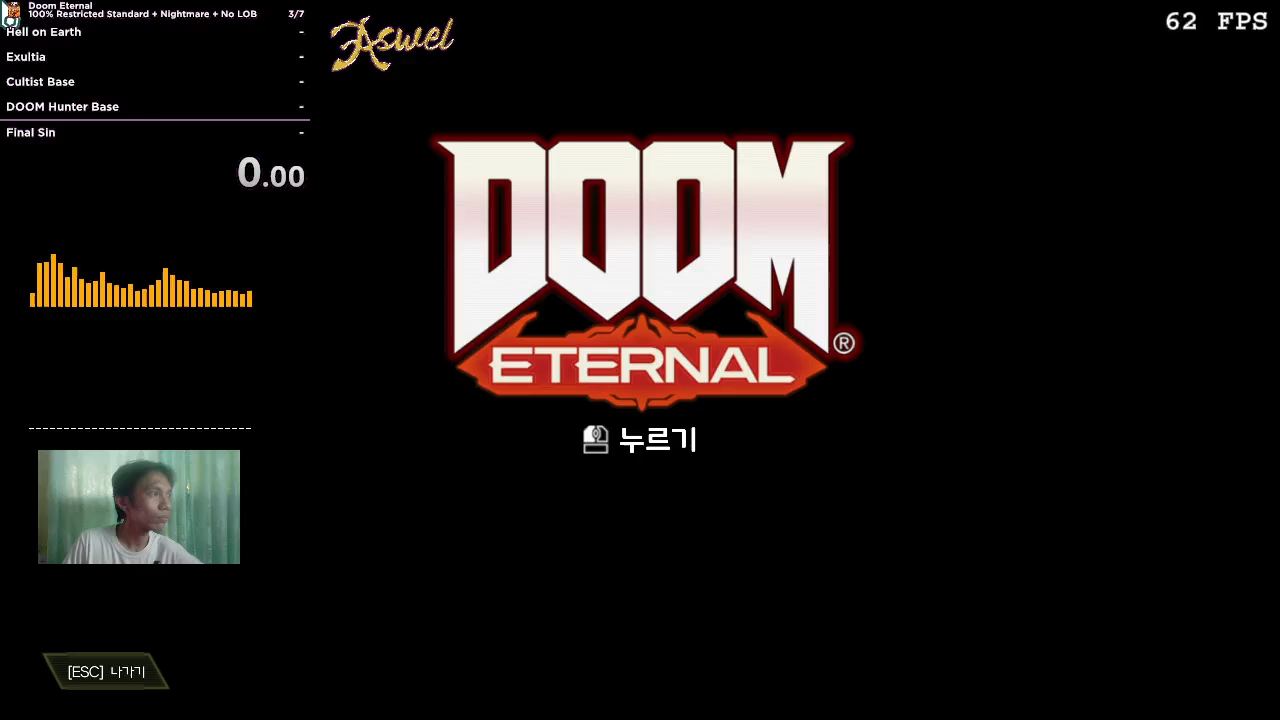 Doom Eternal
100% Restricted Standard + Nightmare + No LOB 3/7
Hell on Earth -
Exultia -
Cultist Base -
DOOM Hunter Base -
Final Sin -
0.00
Aswel
62 FPS
DOOM
ETERNAL
®
누르기
[ESC] 나가기